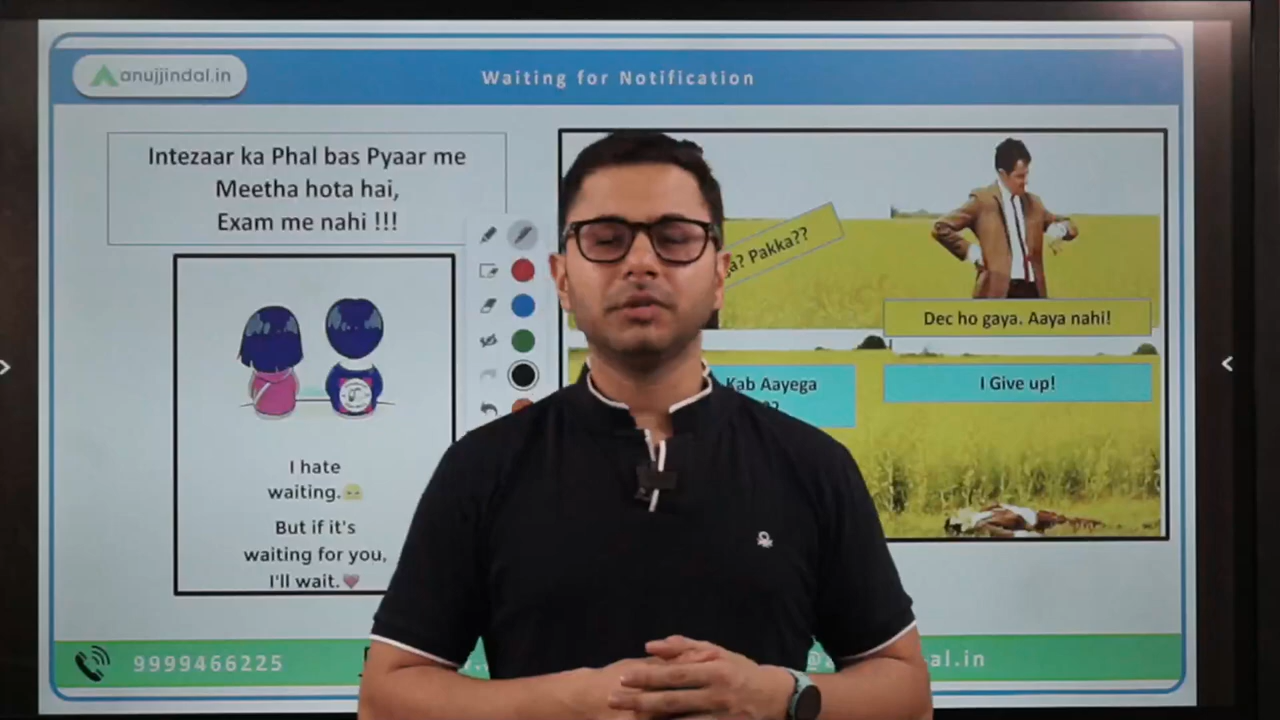 anujjindal.in
Waiting for Notification
Intezaar ka Phal bas Pyaar me
Meetha hota hai,
Exam me nahi !!!
I hate
waiting.😑
But if it's
waiting for you,
I'll wait.💗
Pakka??
Dec ho gaya. Aaya nahi!
Kab Aayega
??
I Give up!
9999466225
al.in